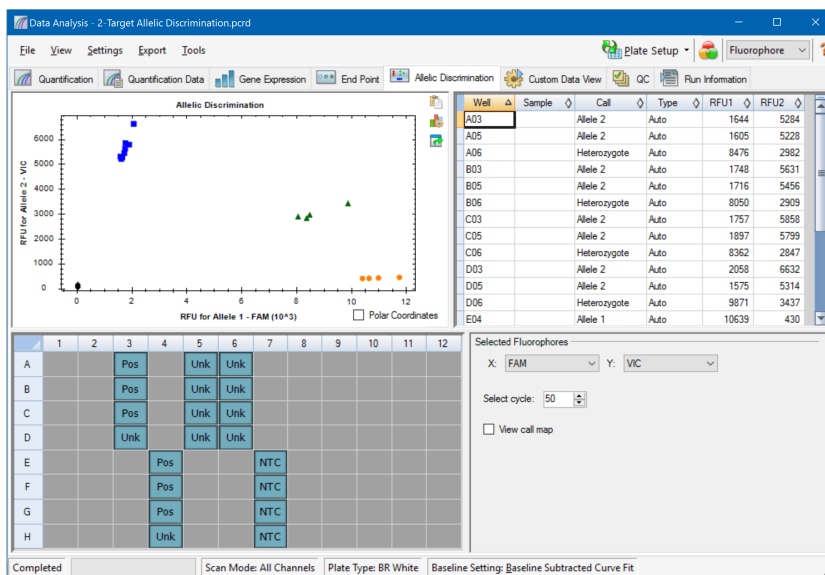 Data Analysis - 2-Target Allelic Discrimination.pcrd
File View Settings Export Tools
Plate Setup Fluorophore
Quantification Quantification Data Gene Expression End Point Allelic Discrimination Custom Data View QC Run Information
Allelic Discrimination
RFU for Allele 2 - VIC
6000
5000
4000
3000
2000
1000
0
0 2 4 6 8 10 12
RFU for Allele 1 - FAM (10^3)
Polar Coordinates
Well Sample Call Type RFU1 RFU2
A03 Allele 2 Auto 1644 5284
A05 Allele 2 Auto 1605 5228
A06 Heterozygote Auto 8476 2982
B03 Allele 2 Auto 1748 5631
B05 Allele 2 Auto 1716 5456
B06 Heterozygote Auto 8050 2909
C03 Allele 2 Auto 1757 5858
C05 Allele 2 Auto 1897 5799
C06 Heterozygote Auto 8362 2847
D03 Allele 2 Auto 2058 6632
D05 Allele 2 Auto 1575 5314
D06 Heterozygote Auto 9871 3437
E04 Allele 1 Auto 10639 430
1 2 3 4 5 6 7 8 9 10 11 12
A Pos Unk Unk
B Pos Unk Unk
C Pos Unk Unk
D Unk Unk Unk
E Pos NTC
F Pos NTC
G Pos NTC
H Unk NTC
Selected Fluorophores
X: FAM Y: VIC
Select cycle: 50
View call map
Completed Scan Mode: All Channels Plate Type: BR White Baseline Setting: Baseline Subtracted Curve Fit